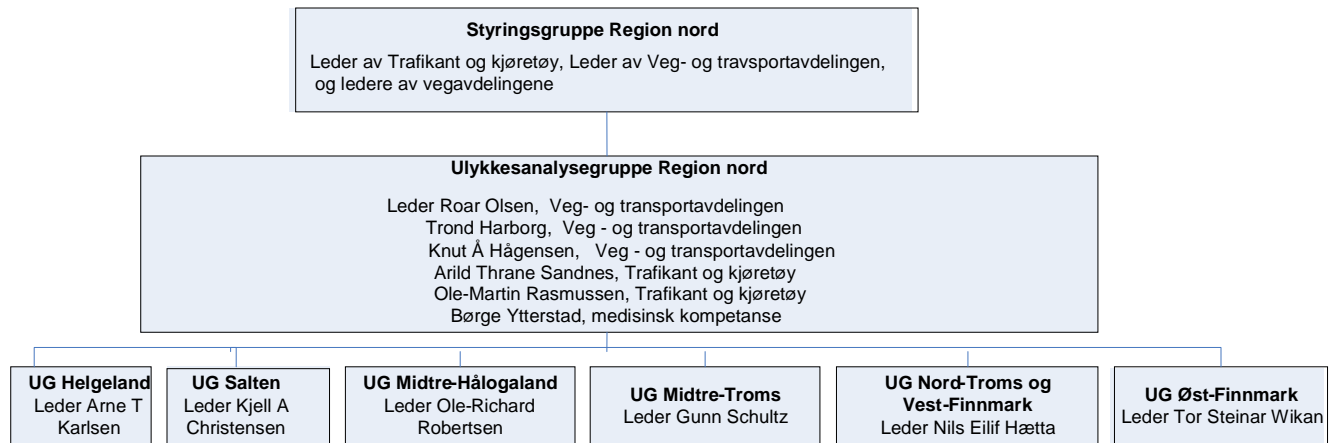 Styringsgruppe Region nord
Leder av Trafikant og kjøretøy, Leder av Veg- og travsportavdelingen,
og ledere av vegavdelingene
Ulykkesanalysegruppe Region nord
Leder Roar Olsen, Veg- og transportavdelingen
Trond Harborg, Veg - og transportavdelingen
Knut Å Hågensen, Veg - og transportavdelingen
Arild Thrane Sandnes, Trafikant og kjøretøy
Ole-Martin Rasmussen, Trafikant og kjøretøy
Børge Ytterstad, medisinsk kompetanse
UG Helgeland
Leder Arne T
Karlsen
UG Salten
Leder Kjell A
Christensen
UG Midtre-Hålogaland
Leder Ole-Richard
Robertsen
UG Midtre-Troms
Leder Gunn Schultz
UG Nord-Troms og
Vest-Finnmark
Leder Nils Eilif Hætta
UG Øst-Finnmark
Leder Tor Steinar Wikan